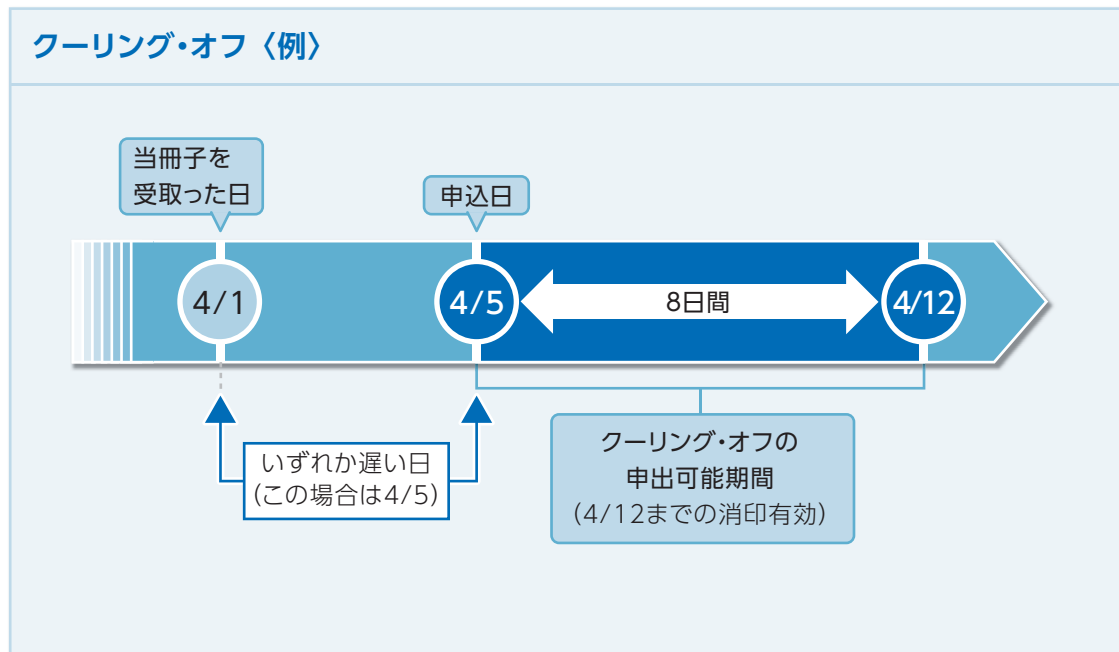 クーリング・オフ〈例〉
当冊子を
受取った日
申込日
4/1
4/5
8日間
4/12
いずれか遅い日
(この場合は4/5)
クーリング・オフの
申出可能期間
(4/12までの消印有効)